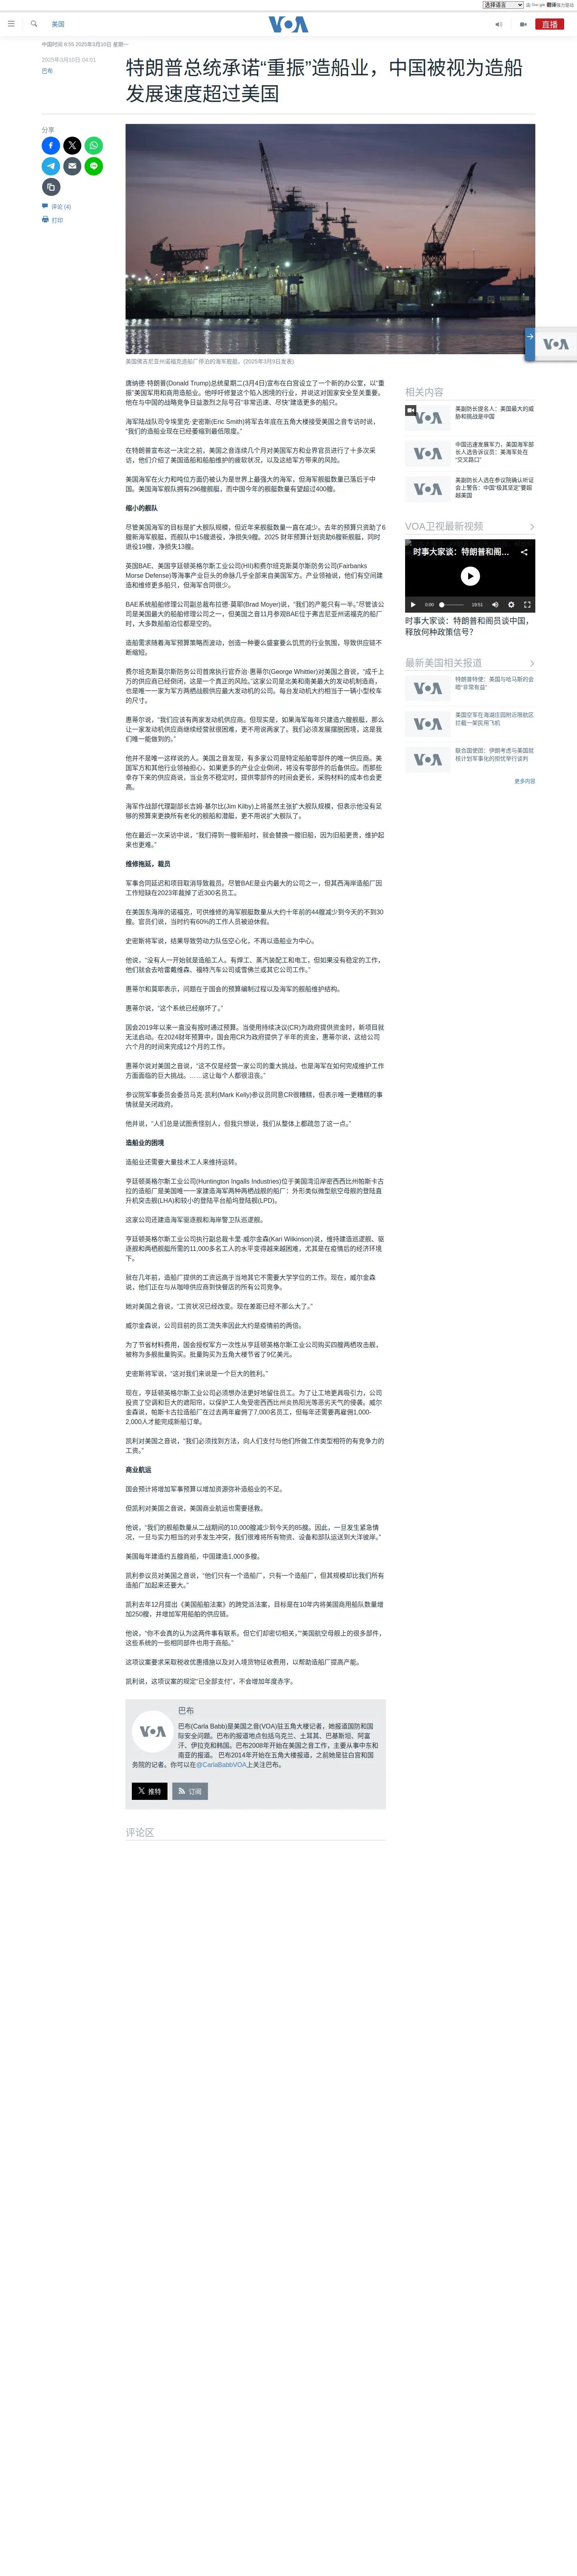 选择语言
由 Google 翻译强力驱动
美国
VOA
直播
中国时间 8:55 2025年3月10日 星期一
2025年3月10日 04:01
巴布
特朗普总统承诺“重振”造船业，中国被视为造船
发展速度超过美国
分享
评论 (4)
打印
美国佛吉尼亚州诺福克造船厂停泊的海军舰艇。(2025年3月9日发表)
唐纳德·特朗普(Donald Trump)总统星期二(3月4日)宣布在白宫设立了一个新的办公室，以“重
振”美国军用和商用造船业。他呼吁修复这个陷入困境的行业，并说这对国家安全至关重要。
他在与中国的战略竞争日益激烈之际号召“非常迅速、尽快”建造更多的船只。
海军陆战队司令埃里克·史密斯(Eric Smith)将军去年底在五角大楼接受美国之音专访时说，
“我们的造船业现在已经萎缩到最低限度。”
在特朗普宣布这一决定之前，美国之音连续几个月对美国军方和业界官员进行了十多次采
访，他们介绍了美国造船和船舶维护的疲软状况，以及这给军方带来的风险。
美国海军在火力和吨位方面仍被认为是世界上最强大的海军，但海军舰艇数量已落后于中
国。美国海军舰队拥有296艘舰艇，而中国今年的舰艇数量有望超过400艘。
缩小的舰队
尽管美国海军的目标是扩大舰队规模，但近年来舰艇数量一直在减少。去年的预算只资助了6
艘新海军舰艇，而舰队中15艘退役，净损失9艘。2025 财年预算计划资助6艘新舰艇，同时
退役19艘，净损失13艘。
英国BAE、美国亨廷顿英格尔斯工业公司(HII)和费尔班克斯莫尔斯防务公司(Fairbanks
Morse Defense)等海事产业巨头的命脉几乎全部来自美国军方。产业领袖说，他们有空间建
造和维修更多船只，但海军合同很少。
BAE系统船舶修理公司副总裁布拉德·莫耶(Brad Moyer)说，“我们的产能只有一半。”尽管该公
司是美国最大的船舶修理公司之一，但美国之音11月参观BAE位于弗吉尼亚州诺福克的船厂
时，大多数船舶泊位都是空的。
造船需求随着海军预算策略而波动，创造一种要么盛宴要么饥荒的行业氛围，导致供应链不
断缩短。
费尔班克斯莫尔斯防务公司首席执行官乔治·惠蒂尔(George Whittier)对美国之音说，“成千上
万的供应商已经倒闭，这是一个真正的风险。”这家公司是北美和南美最大的发动机制造商，
也是唯一一家为军方两栖战舰供应最大发动机的公司。每台发动机大约相当于一辆小型校车
的尺寸。
惠蒂尔说，“我们应该有两家发动机供应商。但现实是，如果海军每年只建造六艘舰艇，那么
让一家发动机供应商继续经营就很困难，更不用说两家了。我们必须发展摆脱困境，这是我
们唯一能做到的。”
他并不是唯一这样说的人。美国之音发现，有多家公司是特定船舶零部件的唯一供应商。美
国军方和其他行业领袖担心，如果更多的产业企业倒闭，将没有零部件的后备供应。而那些
幸存下来的供应商说，当业务不稳定时，提供零部件的时间会更长，采购材料的成本也会更
高。
海军作战部代理副部长吉姆·基尔比(Jim Kilby)上将虽然主张扩大舰队规模，但表示他没有足
够的预算来更换所有老化的舰船和潜艇，更不用说扩大舰队了。
他在最近一次采访中说，“我们得到一艘新船时，就会替换一艘旧船，因为旧船更贵，维护起
来也更难。”
维修拖延，裁员
军事合同延迟和项目取消导致裁员。尽管BAE是业内最大的公司之一，但其西海岸造船厂因
工作短缺在2023年裁掉了近300名员工。
在美国东海岸的诺福克，可供维修的海军舰艇数量从大约十年前的44艘减少到今天的不到30
艘。官员们说，当时约有60%的工作人员被迫休假。
史密斯将军说，结果导致劳动力队伍空心化，不再以造船业为中心。
他说，“没有人一开始就是造船工人。有焊工、蒸汽装配工和电工，但如果没有稳定的工作，
他们就会去哈雷戴维森、福特汽车公司或雪佛兰或其它公司工作。”
惠蒂尔和莫耶表示，问题在于国会的预算编制过程以及海军的舰船维护结构。
惠蒂尔说，“这个系统已经崩坏了。”
国会2019年以来一直没有按时通过预算。当使用持续决议(CR)为政府提供资金时，新项目就
无法启动。在2024财年预算中，国会用CR为政府提供了半年的资金，惠蒂尔说，这给公司
六个月的时间来完成12个月的工作。
惠蒂尔说对美国之音说，“这不仅是经营一家公司的重大挑战，也是海军在如何完成维护工作
方面面临的巨大挑战。……这让每个人都很沮丧。”
参议院军事委员会委员马克·凯利(Mark Kelly)参议员同意CR很糟糕，但表示唯一更糟糕的事
情就是关闭政府。
他并说，“人们总是试图责怪别人，但我只想说，我们从整体上都疏忽了这一点。”
造船业的困境
造船业还需要大量技术工人来维持运转。
亨廷顿英格尔斯工业公司(Huntington Ingalls Industries)位于美国湾沿岸密西西比州帕斯卡古
拉的造船厂是美国唯一一家建造海军两种两栖战舰的船厂：外形类似微型航空母舰的登陆直
升机突击舰(LHA)和较小的登陆平台船坞登陆舰(LPD)。
这家公司还建造海军驱逐舰和海岸警卫队巡逻舰。
亨廷顿英格尔斯工业公司执行副总裁卡里·威尔金森(Kari Wilkinson)说，维持建造巡逻舰、驱
逐舰和两栖舰艇所需的11,000多名工人的水平变得越来越困难，尤其是在疫情后的经济环境
下。
就在几年前，造船厂提供的工资远高于当地其它不需要大学学位的工作。现在，威尔金森
说，他们正在与从咖啡供应商到快餐店的所有公司竞争。
她对美国之音说，“工资状况已经改变。现在差距已经不那么大了。”
威尔金森说，公司目前的员工流失率因此大约是疫情前的两倍。
为了节省材料费用，国会授权军方一次性从亨廷顿英格尔斯工业公司购买四艘两栖攻击舰，
被称为多舰批量购买。批量购买为五角大楼节省了9亿美元。
史密斯将军说，“这对我们来说是一个巨大的胜利。”
现在，亨廷顿英格尔斯工业公司必须想办法更好地留住员工。为了让工地更具吸引力，公司
投资了空调和巨大的遮阳帘，以保护工人免受密西西比州炎热阳光等恶劣天气的侵袭。威尔
金森说，帕斯卡古拉造船厂在过去两年雇佣了7,000名员工，但每年还需要再雇佣1,000-
2,000人才能完成新船订单。
凯利对美国之音说，“我们必须找到方法，向人们支付与他们所做工作类型相符的有竞争力的
工资。”
商业航运
国会预计将增加军事预算以增加资源弥补造船业的不足。
但凯利对美国之音说，美国商业航运也需要拯救。
他说，“我们的舰船数量从二战期间的10,000艘减少到今天的85艘。因此，一旦发生紧急情
况，一旦与实力相当的对手发生冲突，我们很难将所有物资、设备和部队运送到大洋彼岸。”
美国每年建造约五艘商船，中国建造1,000多艘。
凯利参议员对美国之音说，“他们只有一个造船厂，只有一个造船厂，但其规模却比我们所有
造船厂加起来还要大。”
凯利去年12月提出《美国船舶法案》的跨党派法案，目标是在10年内将美国商用船队数量增
加250艘，并增加军用船舶的供应链。
他说，“你不会真的认为这两件事有联系。但它们却密切相关。”“美国航空母舰上的很多部件，
这些系统的一些相同部件也用于商船。”
这项议案要求采取税收优惠措施以及对入境货物征收费用，以帮助造船厂提高产能。
凯利说，这项议案的规定“已全部支付”，不会增加年度赤字。
VOA
巴布
巴布(Carla Babb)是美国之音(VOA)驻五角大楼记者，她报道国防和国
际安全问题。巴布的报道地点包括乌克兰、土耳其、巴基斯坦、阿富
汗、伊拉克和韩国。巴布2008年开始在美国之音工作，主要从事中东和
南亚的报道。 巴布2014年开始在五角大楼报道，之前她是驻白宫和国
务院的记者。你可以在@CarlaBabbVOA上关注巴布。
推特
订阅
评论区
VOA
相关内容
VOA
美副防长提名人：美国最大的威
胁和挑战是中国
VOA
中国迅速发展军力，美国海军部
长人选告诉议员：美海军处在
“交叉路口”
VOA
美副防长人选在参议院确认听证
会上警告：中国“极其坚定”要超
越美国
VOA卫视最新视频
时事大家谈：特朗普和阁…
0:00
19:51
时事大家谈：特朗普和阁员谈中国，
释放何种政策信号？
最新美国相关报道
VOA
特朗普特使：美国与哈马斯的会
晤“非常有益”
VOA
美国空军在海湖庄园附近限航区
拦截一架民用飞机
VOA
联合国使团：伊朗考虑与美国就
核计划军事化的担忧举行谈判
更多内容